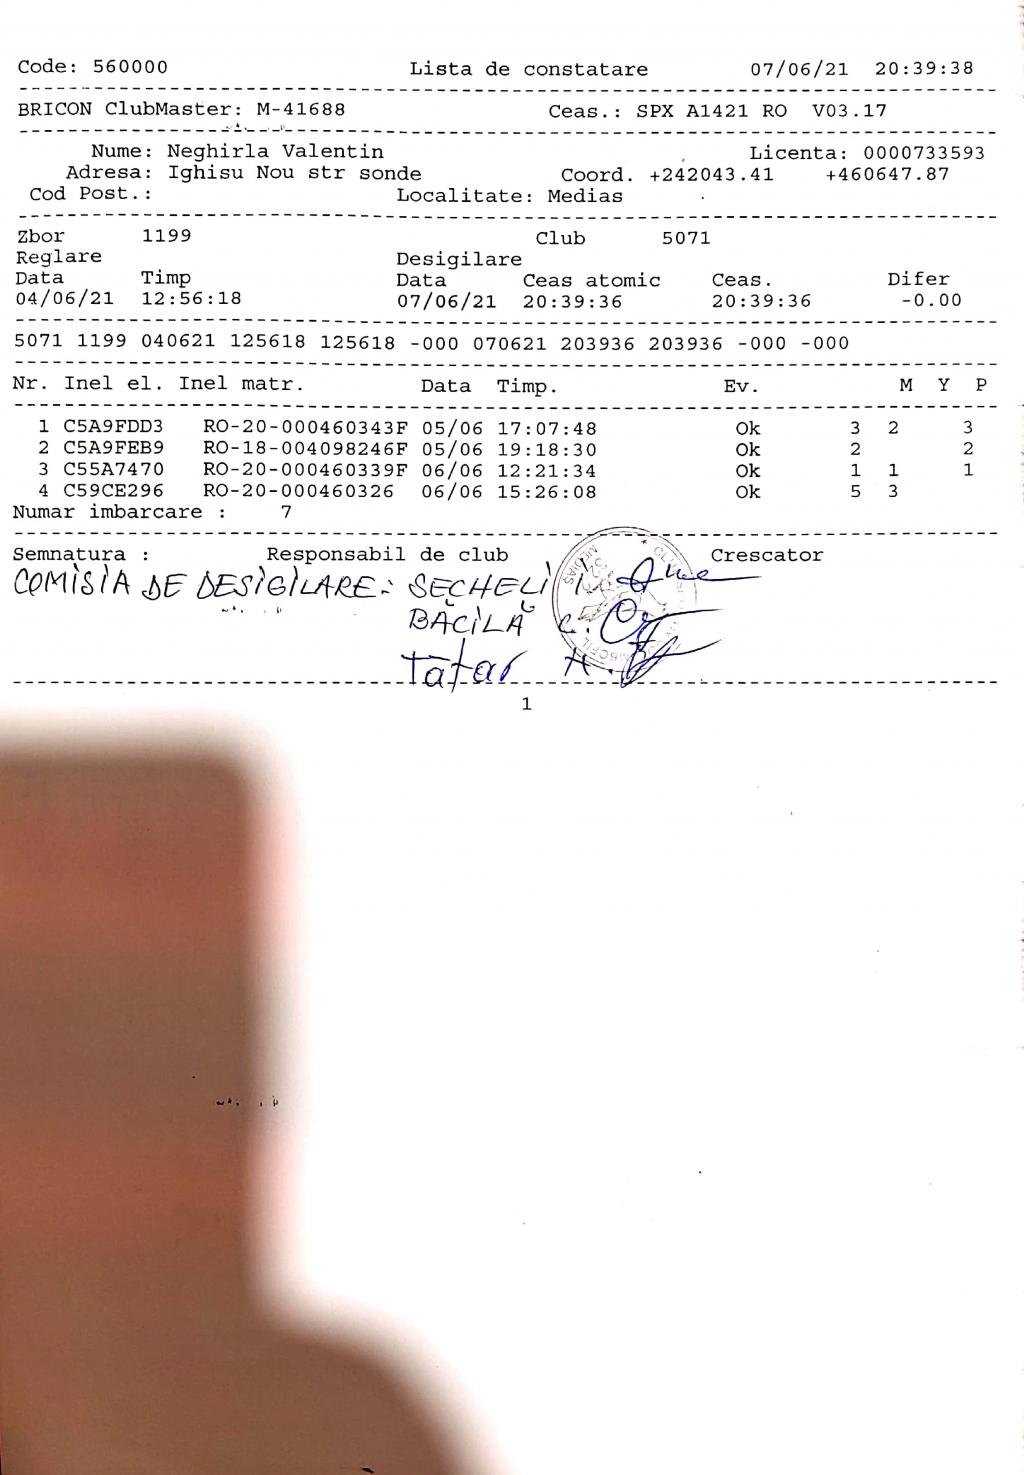 Code: 560000 Lista de constatare 07/06/21 20:39:38
BRICON ClubMaster: M-41688 Ceas.: SPX A1421 RO V03.17
Nume: Neghirla Valentin Licenta: 0000733593
Adresa: Ighisu Nou str sonde Coord. +242043.41 +460647.87
Cod Post.: Localitate: Medias
Zbor 1199 Club 5071
Reglare Desigilare
Data Timp Data Ceas atomic Ceas. Difer
04/06/21 12:56:18 07/06/21 20:39:36 20:39:36 -0.00
5071 1199 040621 125618 125618 -000 070621 203936 203936 -000 -000
Nr. Inel el. Inel matr. Data Timp. Ev. M Y P
1 C5A9FDD3 RO-20-000460343F 05/06 17:07:48 Ok 3 2 3
2 C5A9FEB9 RO-18-004098246F 05/06 19:18:30 Ok 2 2
3 C55A7470 RO-20-000460339F 06/06 12:21:34 Ok 1 1 1
4 C59CE296 RO-20-000460326 06/06 15:26:08 Ok 5 3
Numar imbarcare : 7
Semnatura : Responsabil de club Crescator
COMISIA DE DESIGILARE: SECHELI
BĂCILĂ C.
Tătar H.
1